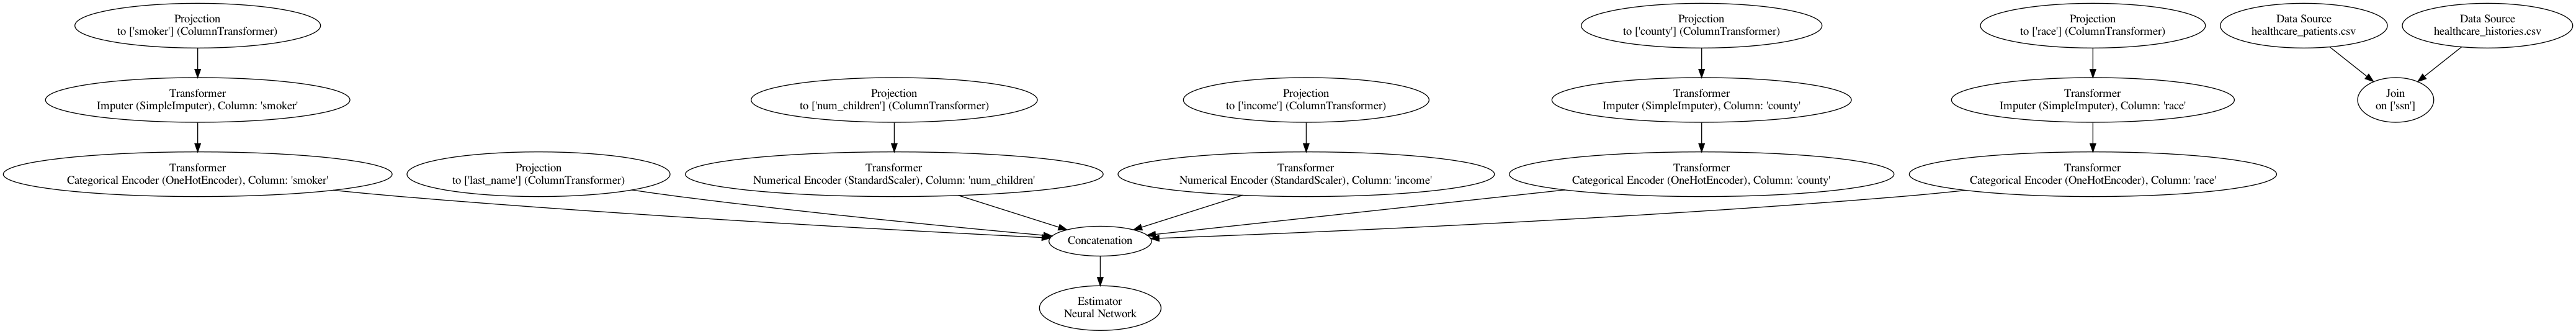 Projection
to ['smoker'] (ColumnTransformer)
Projection
to ['county'] (ColumnTransformer)
Projection
to ['race'] (ColumnTransformer)
Data Source
healthcare_patients.csv
Data Source
healthcare_histories.csv
Transformer
Imputer (SimpleImputer), Column: 'smoker'
Projection
to ['num_children'] (ColumnTransformer)
Projection
to ['income'] (ColumnTransformer)
Transformer
Imputer (SimpleImputer), Column: 'county'
Transformer
Imputer (SimpleImputer), Column: 'race'
Join
on ['ssn']
Transformer
Categorical Encoder (OneHotEncoder), Column: 'smoker'
Projection
to ['last_name'] (ColumnTransformer)
Transformer
Numerical Encoder (StandardScaler), Column: 'num_children'
Transformer
Numerical Encoder (StandardScaler), Column: 'income'
Transformer
Categorical Encoder (OneHotEncoder), Column: 'county'
Transformer
Categorical Encoder (OneHotEncoder), Column: 'race'
Concatenation
Estimator
Neural Network